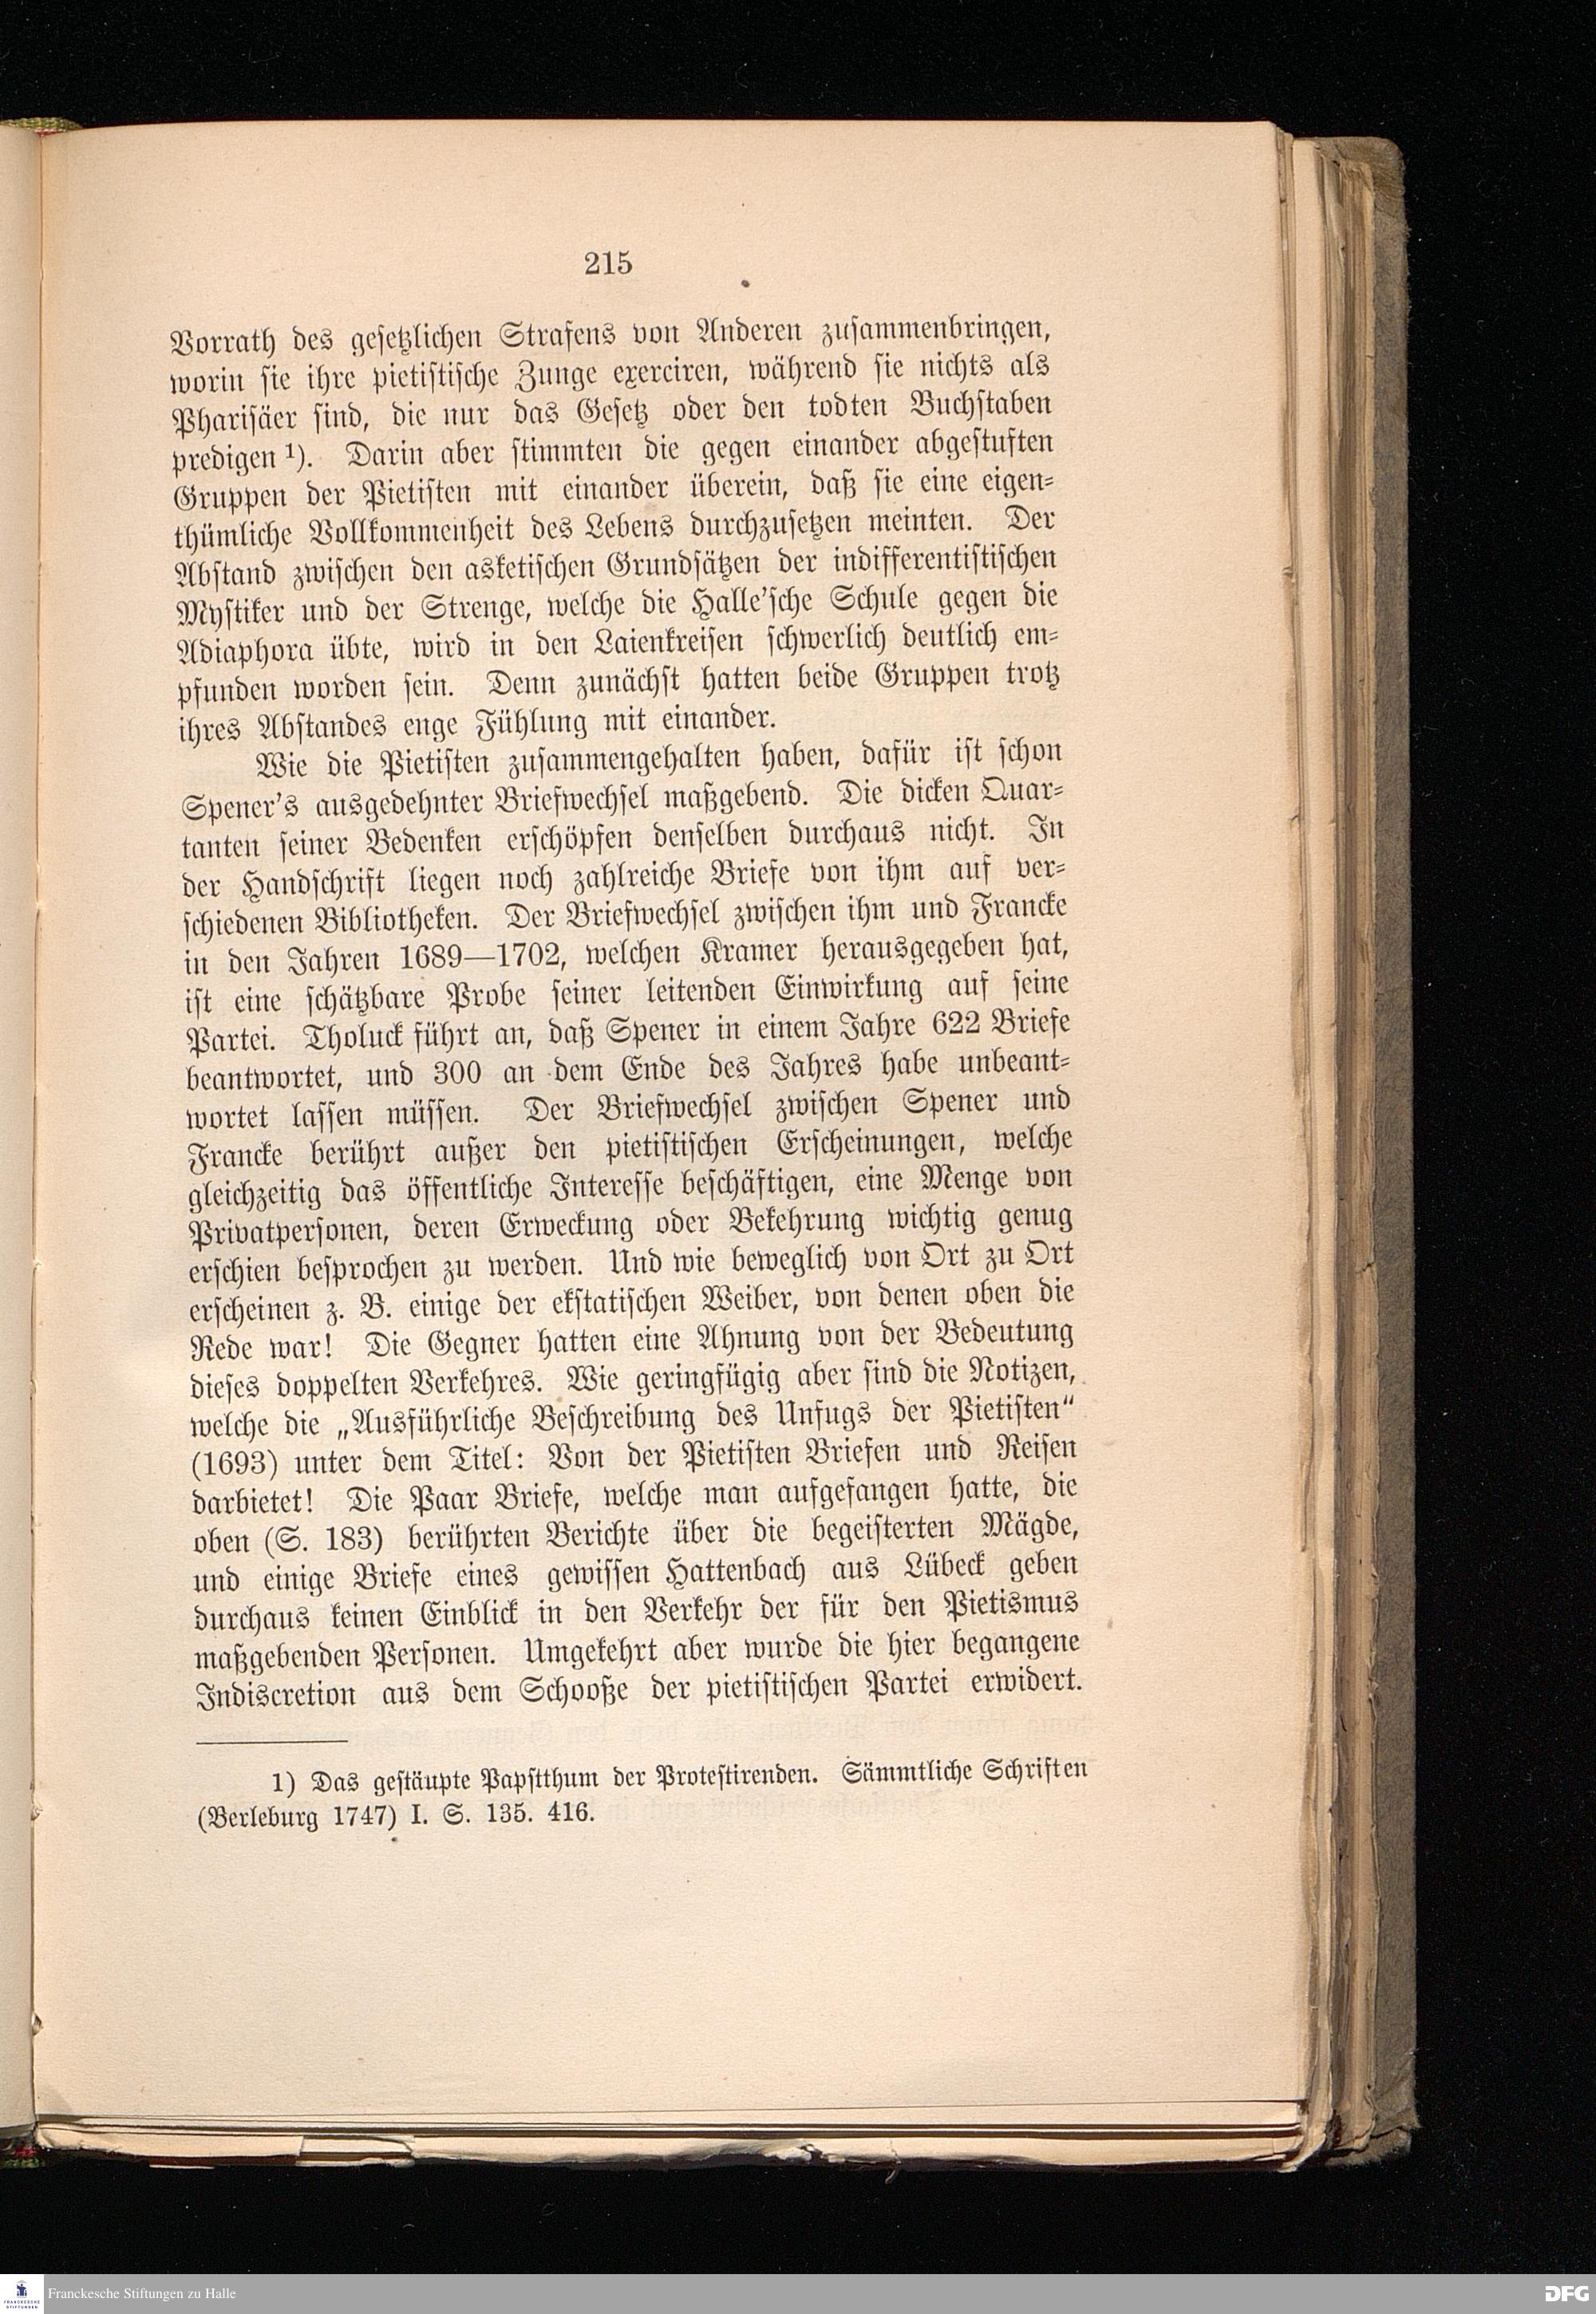 215
Vorrath des gesetzlichen Strafens von Anderen zusammenbringen,
worin sie ihre pietistische Zunge exerciren, während sie nichts als
Pharisäer sind, die nur das Gesetz oder den todten Buchstaben
predigen ¹). Darin aber stimmten die gegen einander abgestuften
Gruppen der Pietisten mit einander überein, daß sie eine eigen-
thümliche Vollkommenheit des Lebens durchzusetzen meinten. Der
Abstand zwischen den asketischen Grundsätzen der indifferentistischen
Mystiker und der Strenge, welche die Halle'sche Schule gegen die
Adiaphora übte, wird in den Laienkreisen schwerlich deutlich em-
pfunden worden sein. Denn zunächst hatten beide Gruppen trotz
ihres Abstandes enge Fühlung mit einander.
Wie die Pietisten zusammengehalten haben, dafür ist schon
Spener's ausgedehnter Briefwechsel maßgebend. Die dicken Quar-
tanten seiner Bedenken erschöpfen denselben durchaus nicht. In
der Handschrift liegen noch zahlreiche Briefe von ihm auf ver-
schiedenen Bibliotheken. Der Briefwechsel zwischen ihm und Francke
in den Jahren 1689—1702, welchen Kramer herausgegeben hat,
ist eine schätzbare Probe seiner leitenden Einwirkung auf seine
Partei. Tholuck führt an, daß Spener in einem Jahre 622 Briefe
beantwortet, und 300 an dem Ende des Jahres habe unbeant-
wortet lassen müssen. Der Briefwechsel zwischen Spener und
Francke berührt außer den pietistischen Erscheinungen, welche
gleichzeitig das öffentliche Interesse beschäftigen, eine Menge von
Privatpersonen, deren Erweckung oder Bekehrung wichtig genug
erschien besprochen zu werden. Und wie beweglich von Ort zu Ort
erscheinen z. B. einige der ekstatischen Weiber, von denen oben die
Rede war! Die Gegner hatten eine Ahnung von der Bedeutung
dieses doppelten Verkehres. Wie geringfügig aber sind die Notizen,
welche die „Ausführliche Beschreibung des Unfugs der Pietisten“
(1693) unter dem Titel: Von der Pietisten Briefen und Reisen
darbietet! Die Paar Briefe, welche man aufgefangen hatte, die
oben (S. 183) berührten Berichte über die begeisterten Mägde,
und einige Briefe eines gewissen Hattenbach aus Lübeck geben
durchaus keinen Einblick in den Verkehr der für den Pietismus
maßgebenden Personen. Umgekehrt aber wurde die hier begangene
Indiscretion aus dem Schooße der pietistischen Partei erwidert.
1) Das gestäupte Papstthum der Protestirenden. Sämmtliche Schriften
(Berleburg 1747) I. S. 135. 416.
FRANCKESCHE
STIFTUNGEN
Franckesche Stiftungen zu Halle
DFG